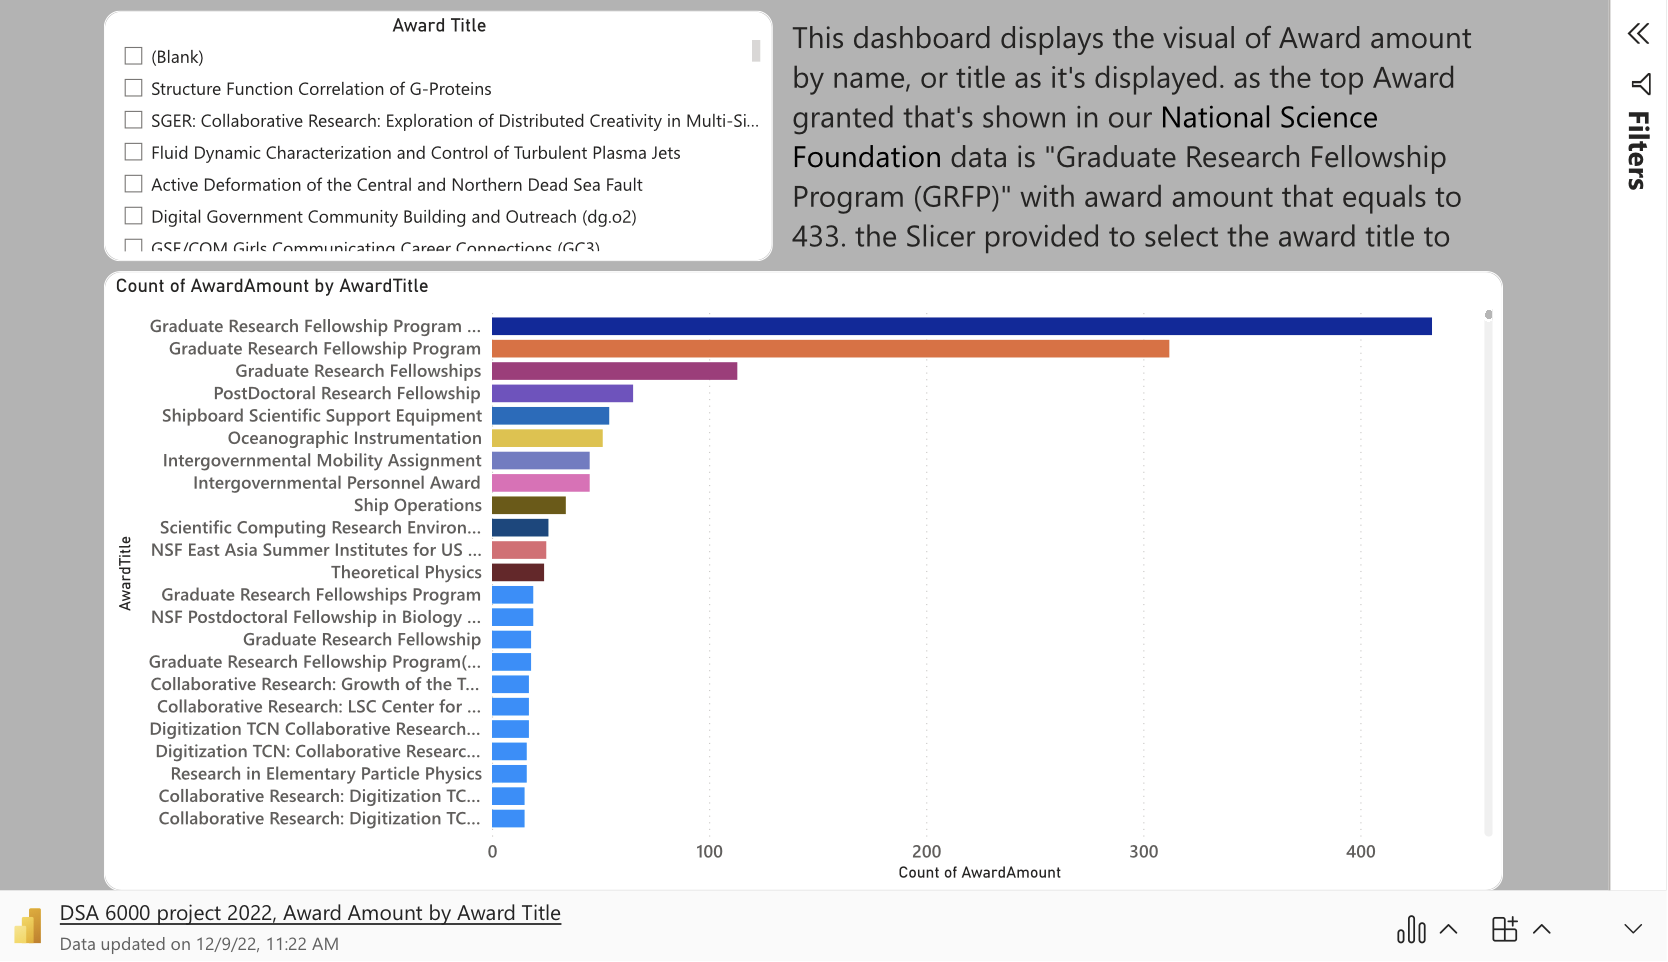 Award Title
(Blank)
Structure Function Correlation of G-Proteins
SGER: Collaborative Research: Exploration of Distributed Creativity in Multi-Si...
Fluid Dynamic Characterization and Control of Turbulent Plasma Jets
Active Deformation of the Central and Northern Dead Sea Fault
Digital Government Community Building and Outreach (dg.o2)
GSE/COM Girls Communicating Career Connections (GC3)
This dashboard displays the visual of Award amount
by name, or title as it's displayed. as the top Award
granted that's shown in our National Science
Foundation data is "Graduate Research Fellowship
Program (GRFP)" with award amount that equals to
433. the Slicer provided to select the award title to
Filters
Count of AwardAmount by AwardTitle
Graduate Research Fellowship Program ...
Graduate Research Fellowship Program
Graduate Research Fellowships
PostDoctoral Research Fellowship
Shipboard Scientific Support Equipment
Oceanographic Instrumentation
Intergovernmental Mobility Assignment
Intergovernmental Personnel Award
Ship Operations
Scientific Computing Research Environ...
NSF East Asia Summer Institutes for US ...
Theoretical Physics
Graduate Research Fellowships Program
NSF Postdoctoral Fellowship in Biology ...
Graduate Research Fellowship
Graduate Research Fellowship Program(...
Collaborative Research: Growth of the T...
Collaborative Research: LSC Center for ...
Digitization TCN Collaborative Research...
Digitization TCN: Collaborative Researc...
Research in Elementary Particle Physics
Collaborative Research: Digitization TC...
Collaborative Research: Digitization TC...
AwardTitle
0 100 200 300 400
Count of AwardAmount
DSA 6000 project 2022, Award Amount by Award Title
Data updated on 12/9/22, 11:22 AM